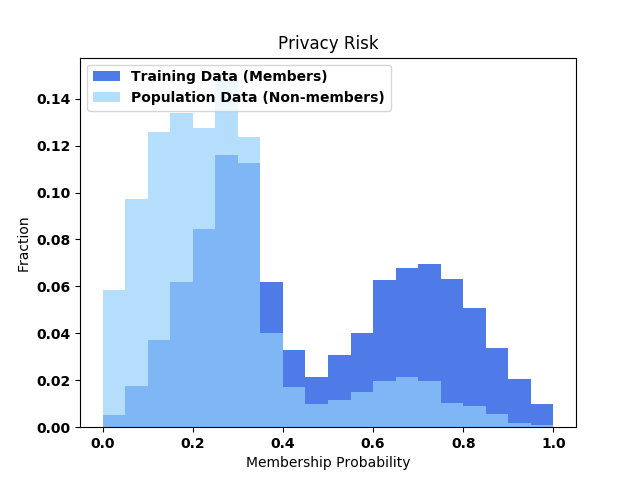 Privacy Risk
Training Data (Members)
Population Data (Non-members)
0.14
0.12
0.10
0.08
0.06
0.04
0.02
0.00
Fraction
0.0 0.2 0.4 0.6 0.8 1.0
Membership Probability